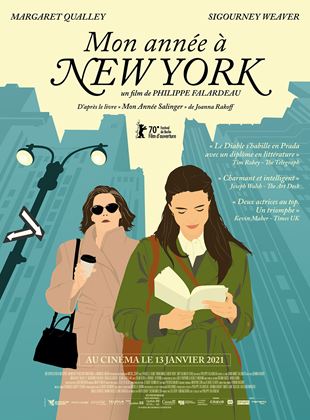 MARGARET QUALLEY
SIGOURNEY WEAVER
Mon année à
NEW YORK
un film de PHILIPPE FALARDEAU
D'après le livre « Mon Année Salinger » de Joanna Rakoff
70e
Berlinale
Film d'ouverture
« Le Diable s'habille en Prada
avec un diplôme en littérature »
Tim Robey - The Telegraph
« Charmant et intelligent »
Joseph Walsh - The Art Desk
« Deux actrices au top.
Un triomphe »
Kevin Maher - Times UK
AU CINÉMA LE 13 JANVIER 2021